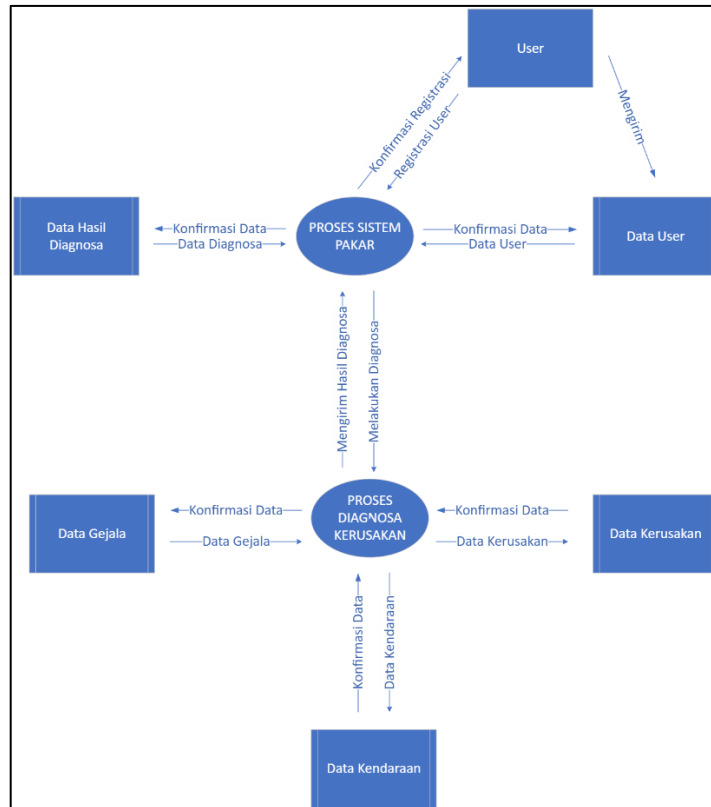 User
Konfirmasi Registrasi
Registrasi User
Mengirim
Data Hasil
Diagnosa
Konfirmasi Data
Data Diagnosa
PROSES SISTEM
PAKAR
Konfirmasi Data
Data User
Data User
Mengirim Hasil Diagnosa
Melakukan Diagnosa
Data Gejala
Konfirmasi Data
Data Gejala
PROSES
DIAGNOSA
KERUSAKAN
Konfirmasi Data
Data Kerusakan
Data Kerusakan
Konfirmasi Data
Data Kendaraan
Data Kendaraan